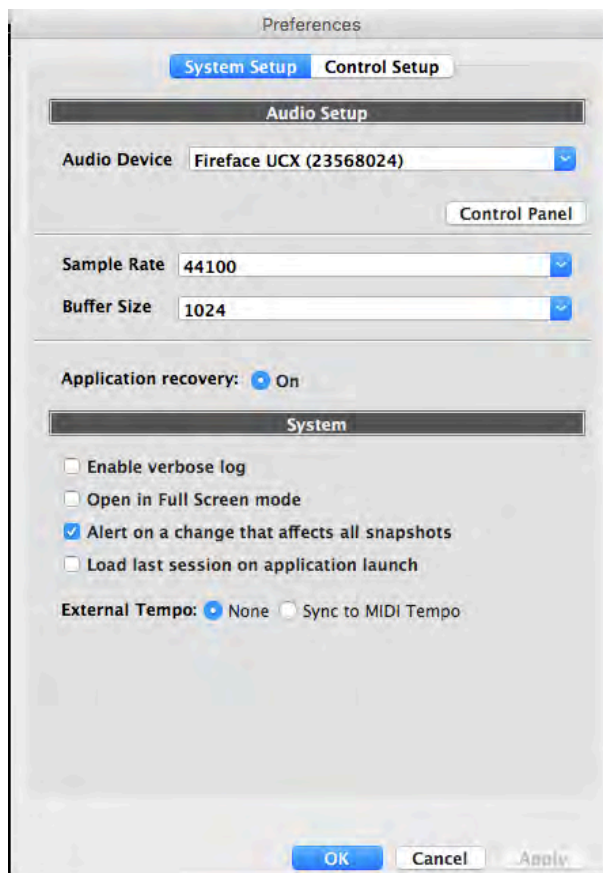 Preferences
System Setup Control Setup
Audio Setup
Audio Device Fireface UCX (23568024)
Control Panel
Sample Rate 44100
Buffer Size 1024
Application recovery: On
System
Enable verbose log
Open in Full Screen mode
Alert on a change that affects all snapshots
Load last session on application launch
External Tempo: None Sync to MIDI Tempo
OK Cancel Apply